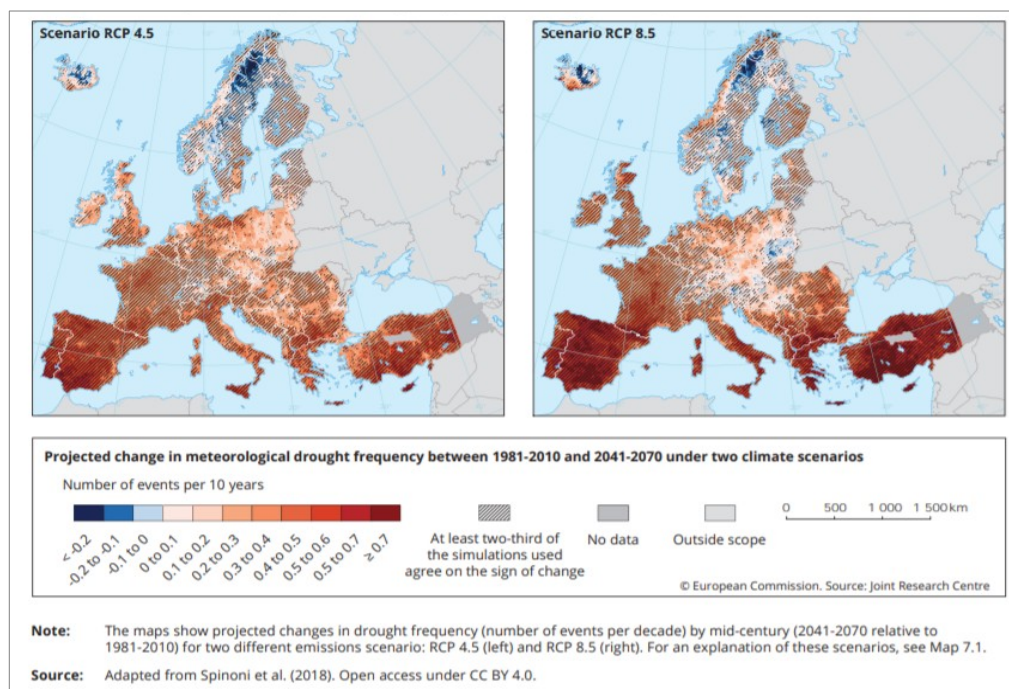 Scenario RCP 4.5
Scenario RCP 8.5
Projected change in meteorological drought frequency between 1981-2010 and 2041-2070 under two climate scenarios
Number of events per 10 years
< -0.2
-0.2 to -0.1
-0.1 to 0
0 to 0.1
0.1 to 0.2
0.2 to 0.3
0.3 to 0.4
0.4 to 0.5
0.5 to 0.6
0.5 to 0.7
≥ 0.7
At least two-third of
the simulations used
agree on the sign of change
No data
Outside scope
0 500 1 000 1 500 km
© European Commission. Source: Joint Research Centre
Note: The maps show projected changes in drought frequency (number of events per decade) by mid-century (2041-2070 relative to
1981-2010) for two different emissions scenario: RCP 4.5 (left) and RCP 8.5 (right). For an explanation of these scenarios, see Map 7.1.
Source: Adapted from Spinoni et al. (2018). Open access under CC BY 4.0.